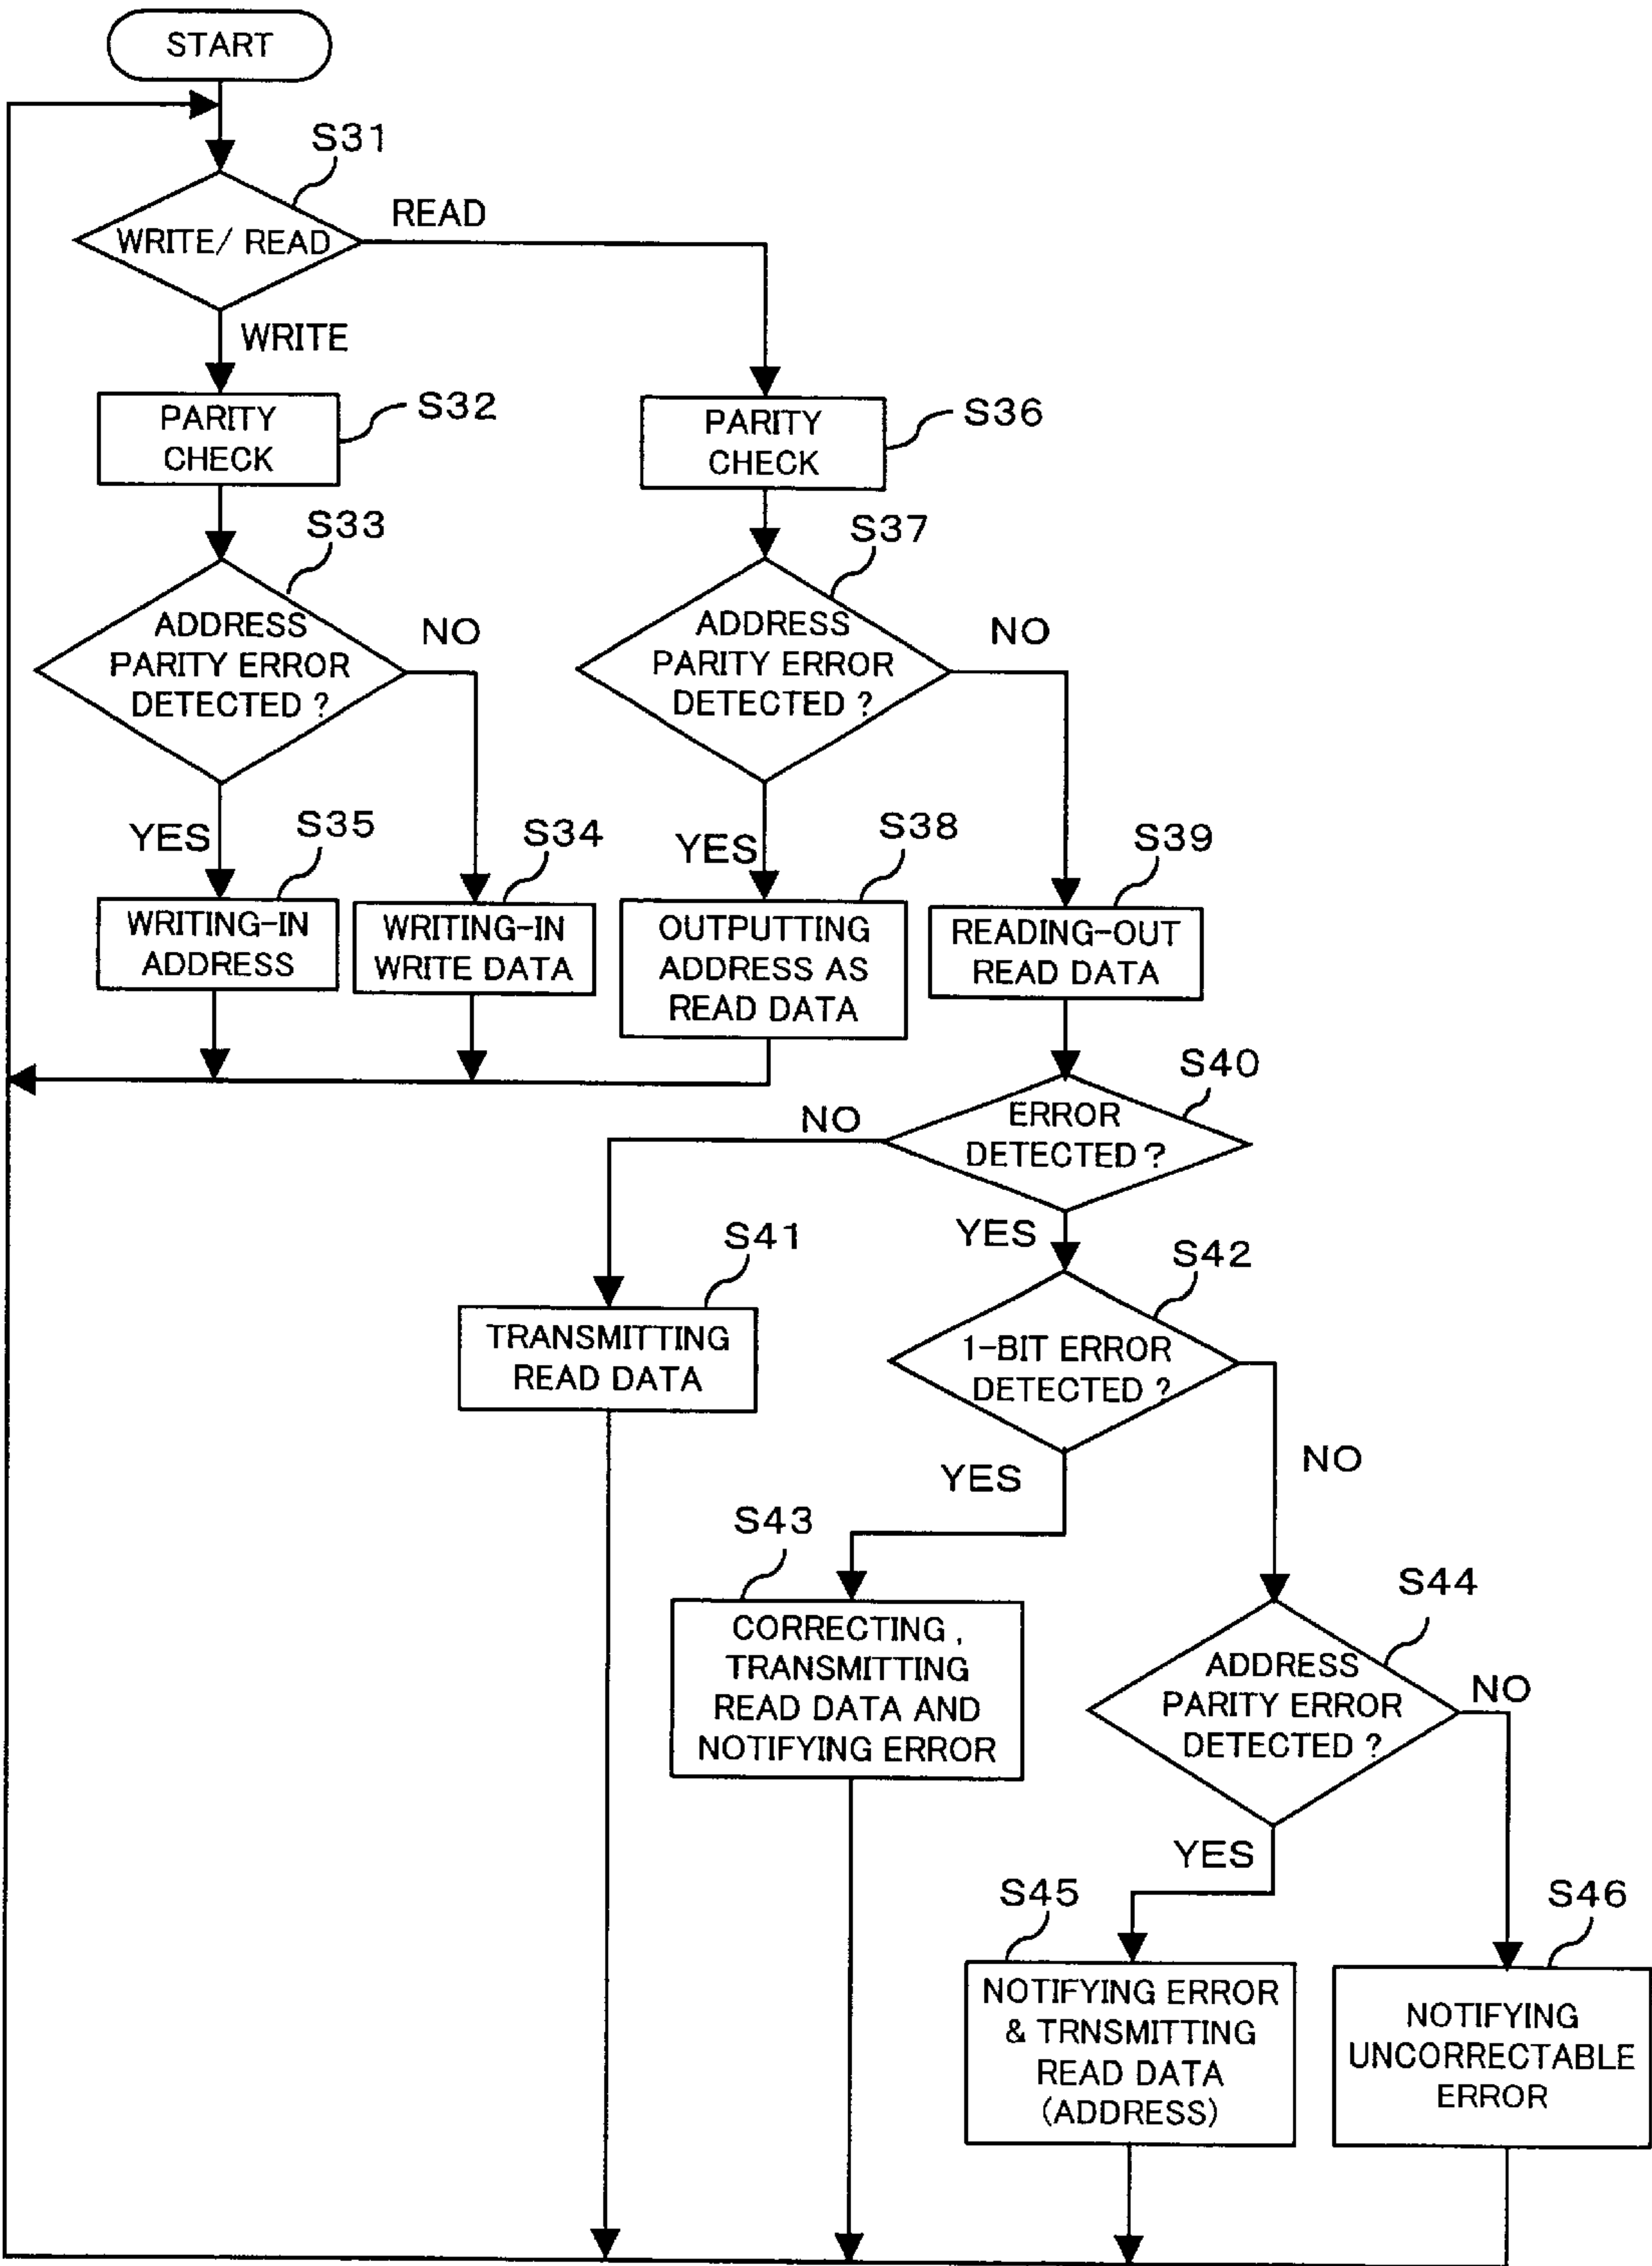 START
S31
WRITE/ READ
READ
WRITE
PARITY
CHECK
S32
PARITY
CHECK
S36
S33
ADDRESS
PARITY ERROR
DETECTED ?
NO
S37
ADDRESS
PARITY ERROR
DETECTED ?
NO
YES
S35
S34
YES
S38
S39
WRITING-IN
ADDRESS
WRITING-IN
WRITE DATA
OUTPUTTING
ADDRESS AS
READ DATA
READING-OUT
READ DATA
S40
NO
ERROR
DETECTED ?
YES
S41
TRANSMITTING
READ DATA
S42
1-BIT ERROR
DETECTED ?
YES
NO
S43
CORRECTING ,
TRANSMITTING
READ DATA AND
NOTIFYING ERROR
S44
ADDRESS
PARITY ERROR
DETECTED ?
NO
YES
S45
S46
NOTIFYING ERROR
& TRNSMITTING
READ DATA
(ADDRESS)
NOTIFYING
UNCORRECTABLE
ERROR